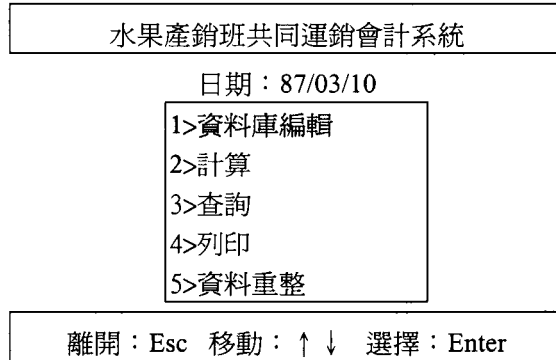 水果產銷班共同運銷會計系統
日期：87/03/10
1>資料庫編輯
2>計算
3>查詢
4>列印
5>資料重整
離開：Esc 移動：↑↓ 選擇：Enter